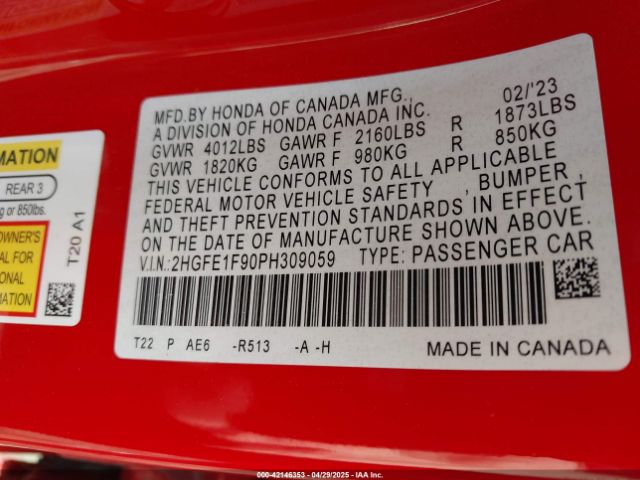 MFD.BY HONDA OF CANADA MFG., 02/'23
A DIVISION OF HONDA CANADA INC.
GVWR 4012LBS GAWR F 2160LBS R 1873LBS
GVWR 1820KG GAWR F 980KG R 850KG
THIS VEHICLE CONFORMS TO ALL APPLICABLE
FEDERAL MOTOR VEHICLE SAFETY , BUMPER ,
AND THEFT PREVENTION STANDARDS IN EFFECT
ON THE DATE OF MANUFACTURE SHOWN ABOVE.
V.I.N.:2HGFE1F90PH309059 TYPE: PASSENGER CAR
T22 P AE6 -R513 -A -H MADE IN CANADA
MATION
REAR 3
g or 850lbs.
OWNER'S
AL FOR
IONAL
MATION
T20 A1
000-42146353 / 04/29/2025 - IAA Inc.